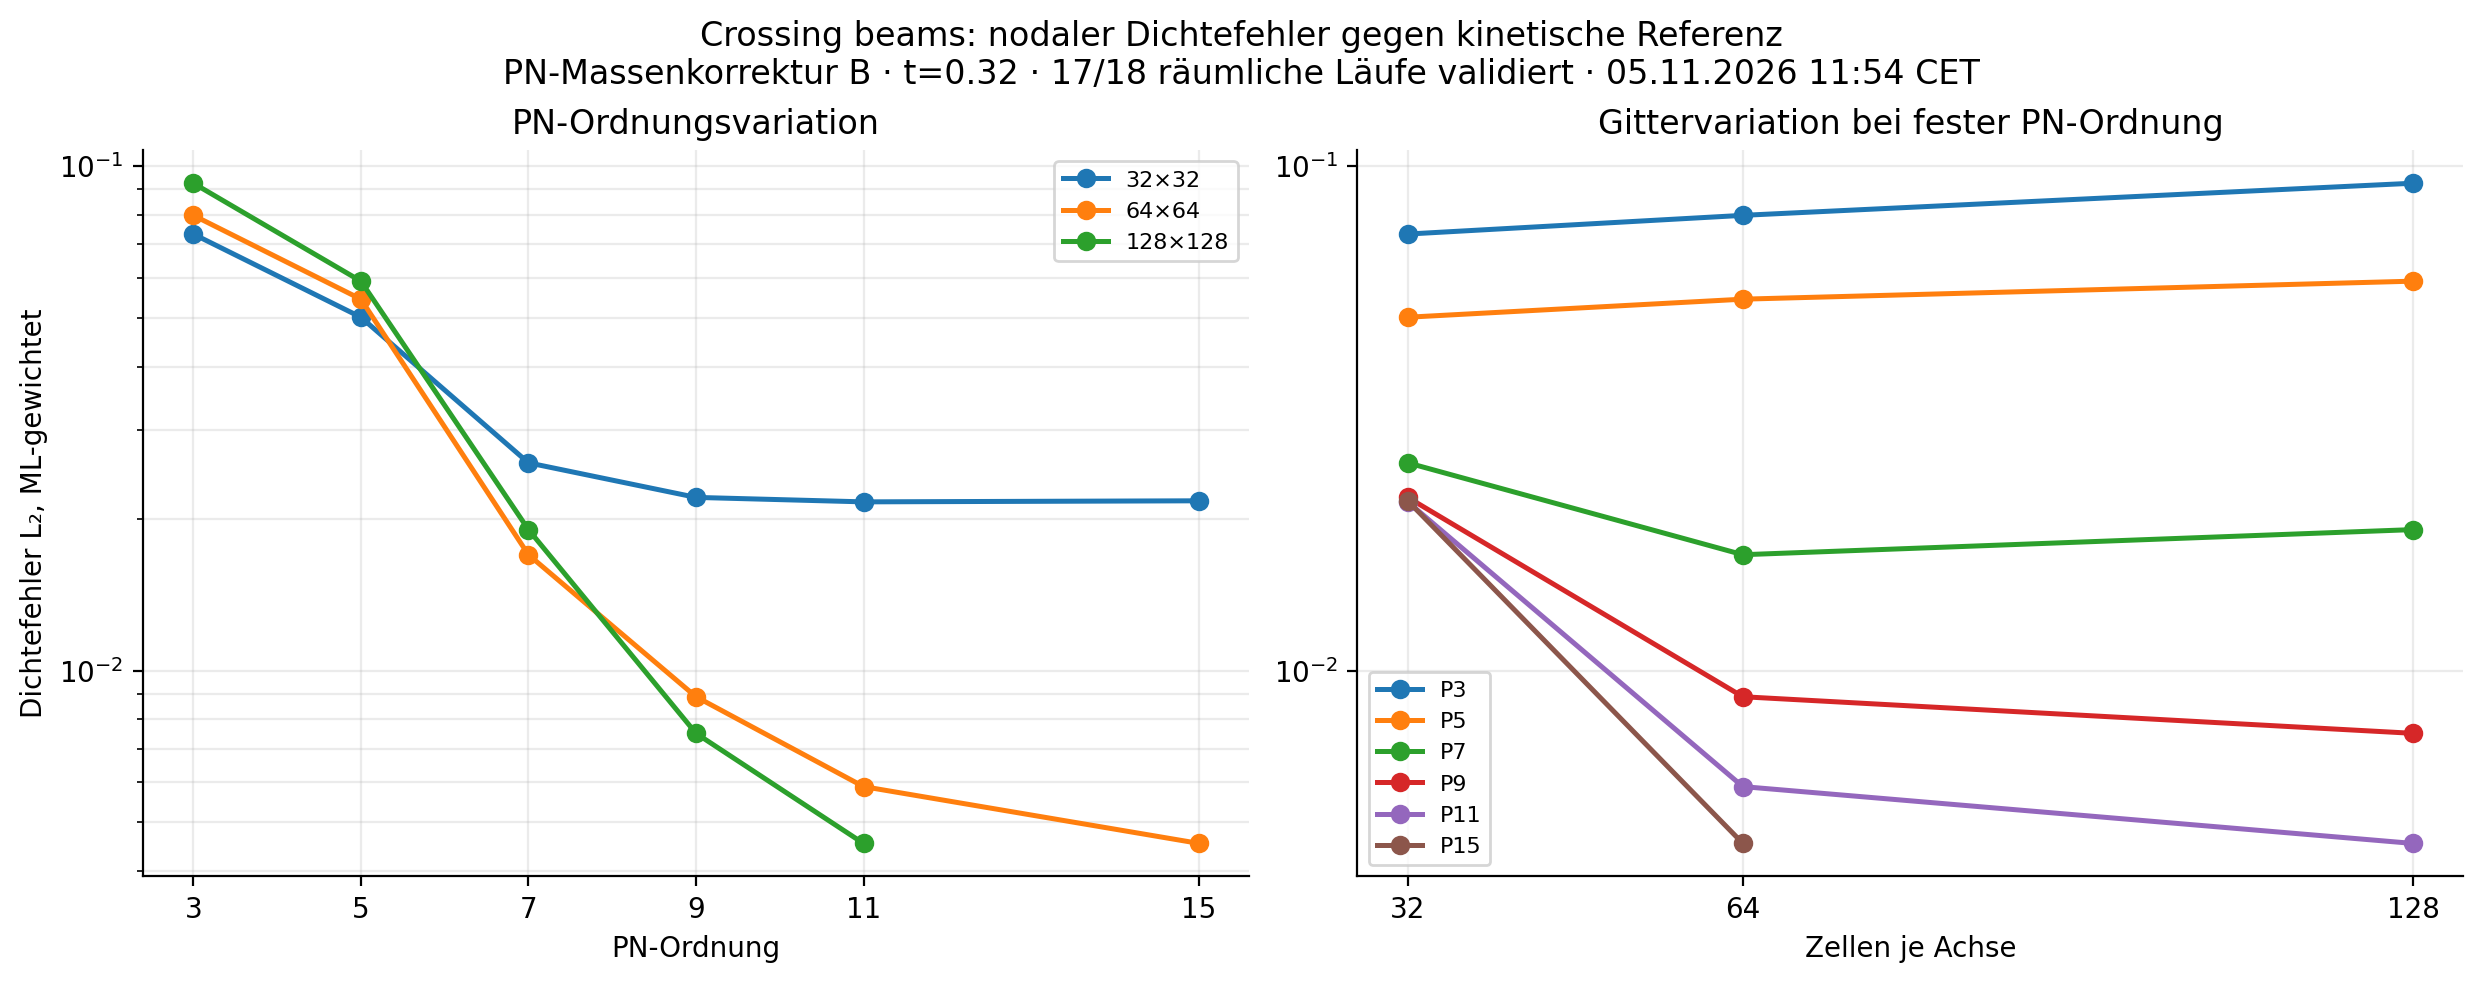 Crossing beams: nodaler Dichtefehler gegen kinetische Referenz
PN-Massenkorrektur B · t=0.32 · 17/18 räumliche Läufe validiert · 05.11.2026 11:54 CET
PN-Ordnungsvariation
Dichtefehler L₂, ML-gewichtet
10⁻¹
10⁻²
32×32
64×64
128×128
3 5 7 9 11 15
PN-Ordnung
Gittervariation bei fester PN-Ordnung
10⁻¹
10⁻²
P3
P5
P7
P9
P11
P15
32 64 128
Zellen je Achse